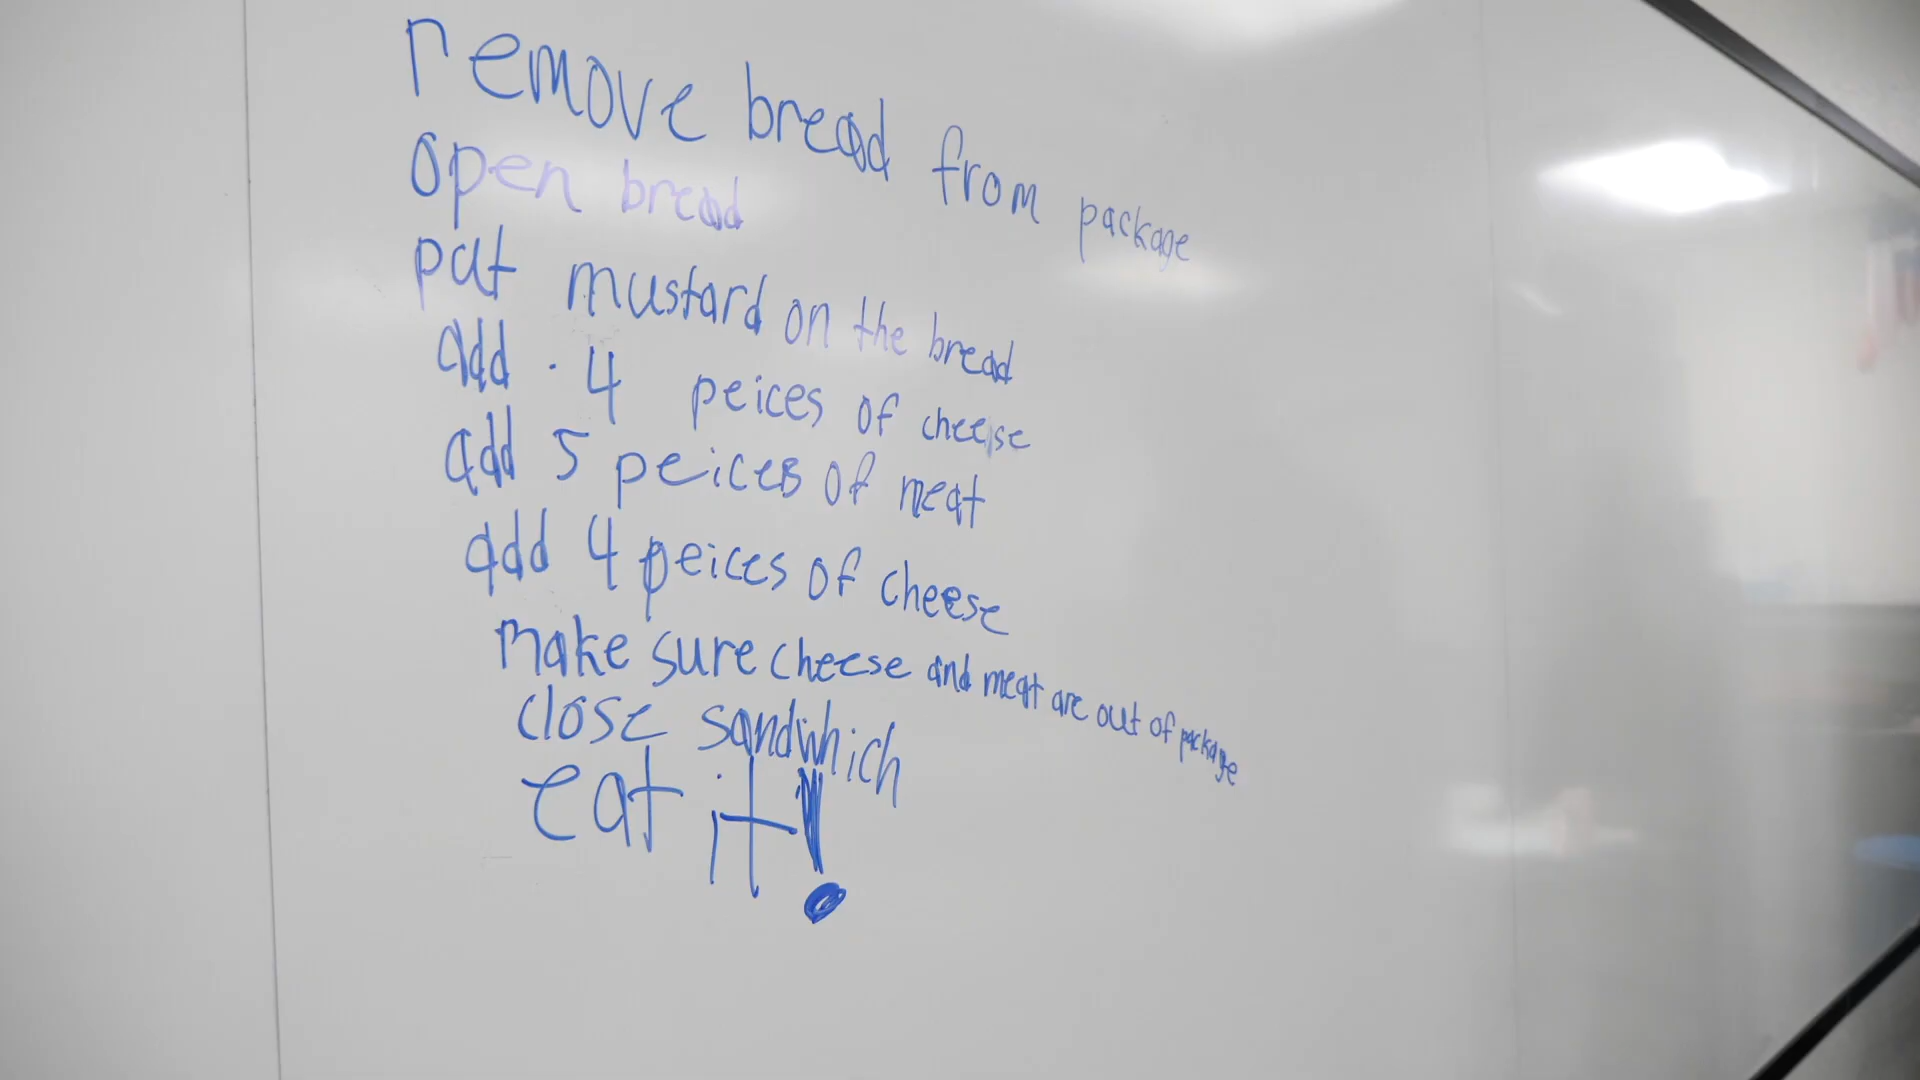 remove bread from package
open bread
put mustard on the bread
add 4 peices of cheese
add 5 peices of meat
add 4 peices of cheese
make sure cheese and meat are out of package
close sandwhich
eat it!